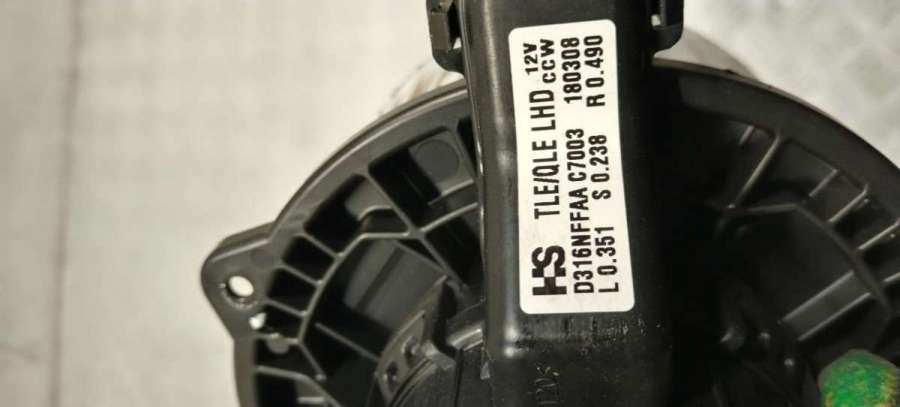 HS TLE/QLE LHD 12V CCW
D316NFFAA C7003 180308
L 0.351 S 0.238 R 0.490